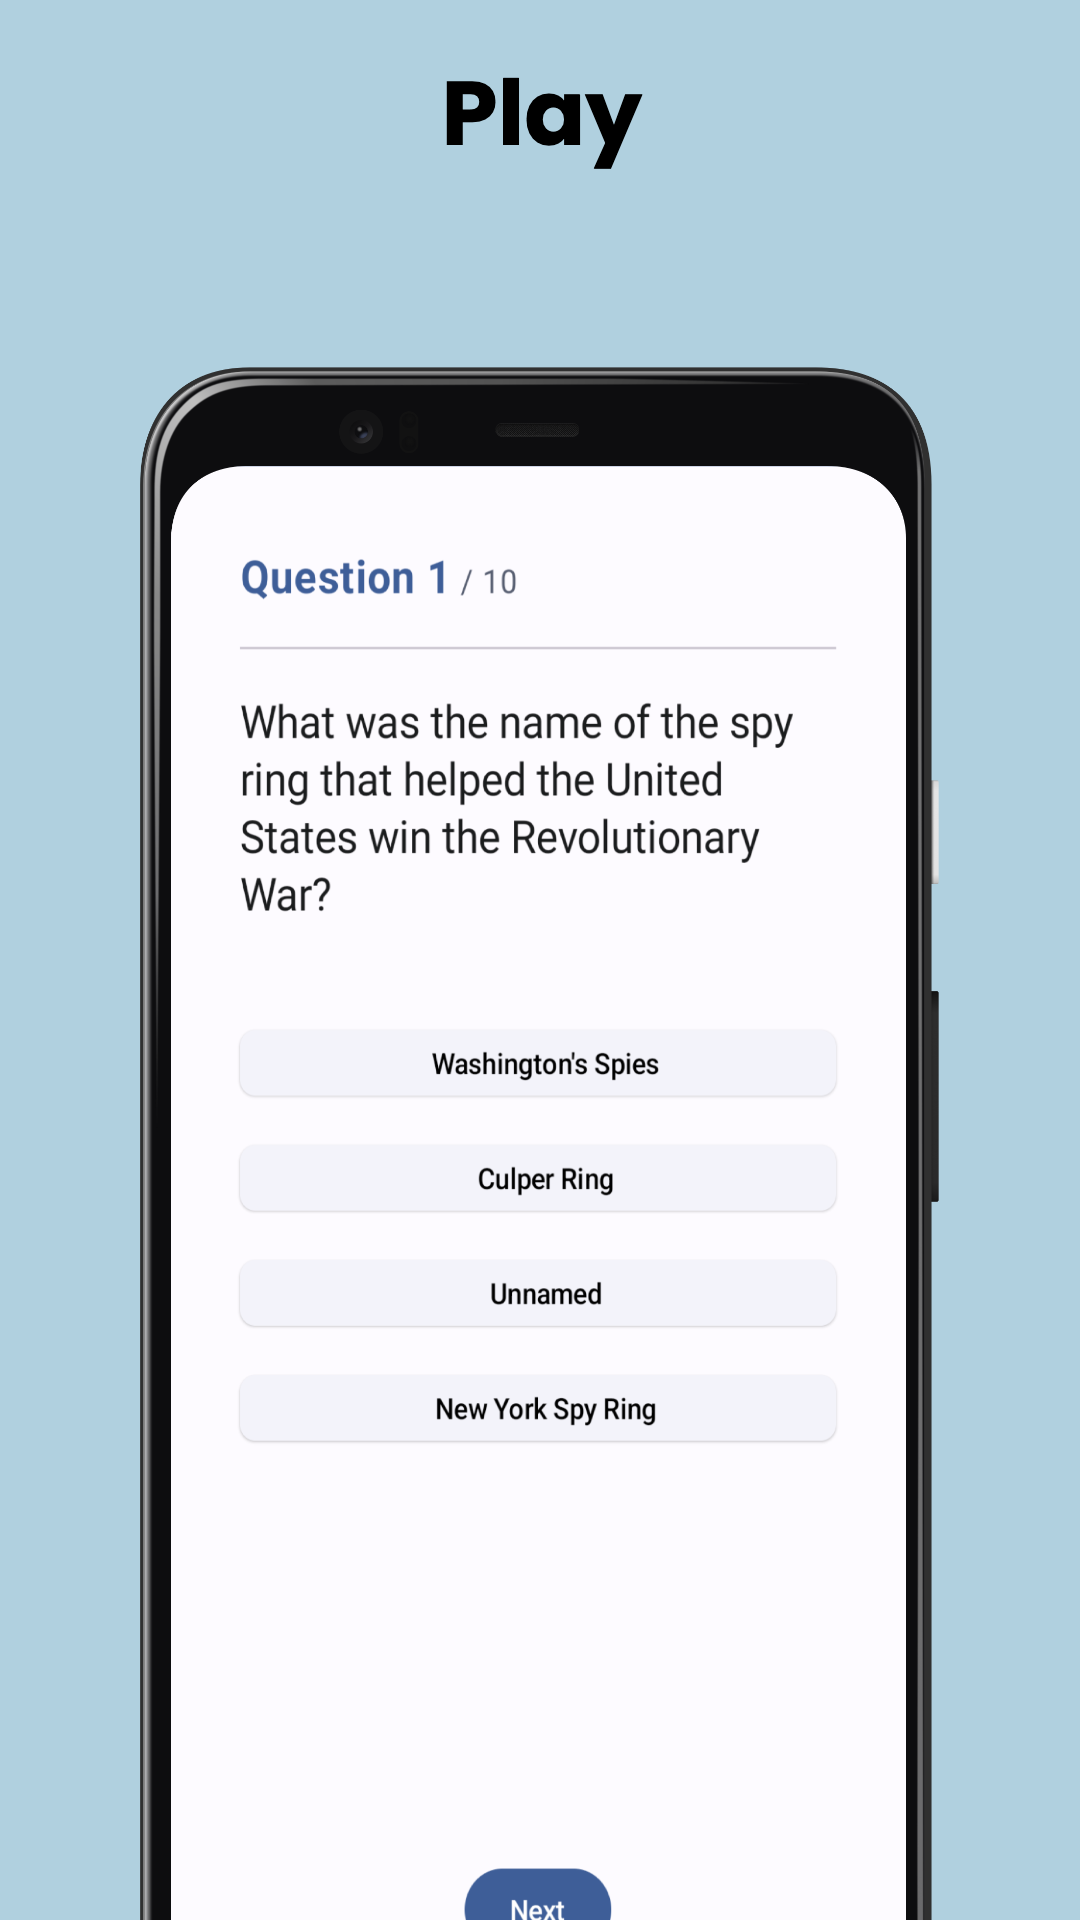 Play
Question 1 / 10
What was the name of the spy
ring that helped the United
States win the Revolutionary
War?
Washington's Spies
Culper Ring
Unnamed
New York Spy Ring
Next